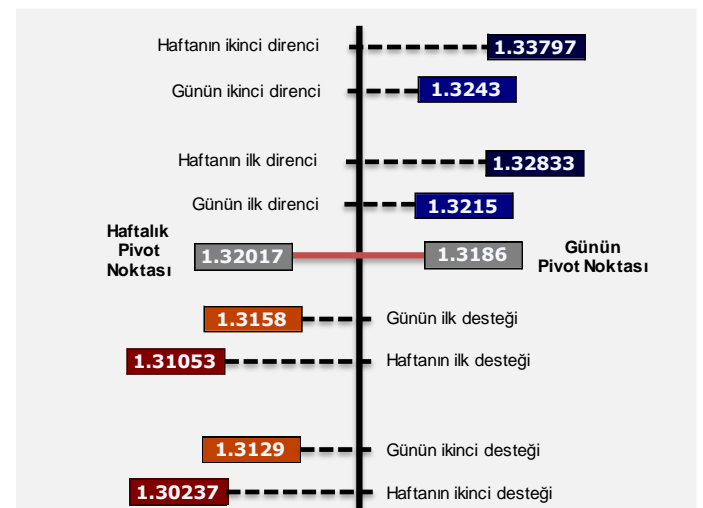 Haftanın ikinci direnci 1.33797
Günün ikinci direnci 1.3243
Haftanın ilk direnci 1.32833
Günün ilk direnci 1.3215
Haftalık
Pivot
Noktası
1.32017
1.3186
Günün
Pivot Noktası
1.3158 Günün ilk desteği
1.31053 Haftanın ilk desteği
1.3129 Günün ikinci desteği
1.30237 Haftanın ikinci desteği